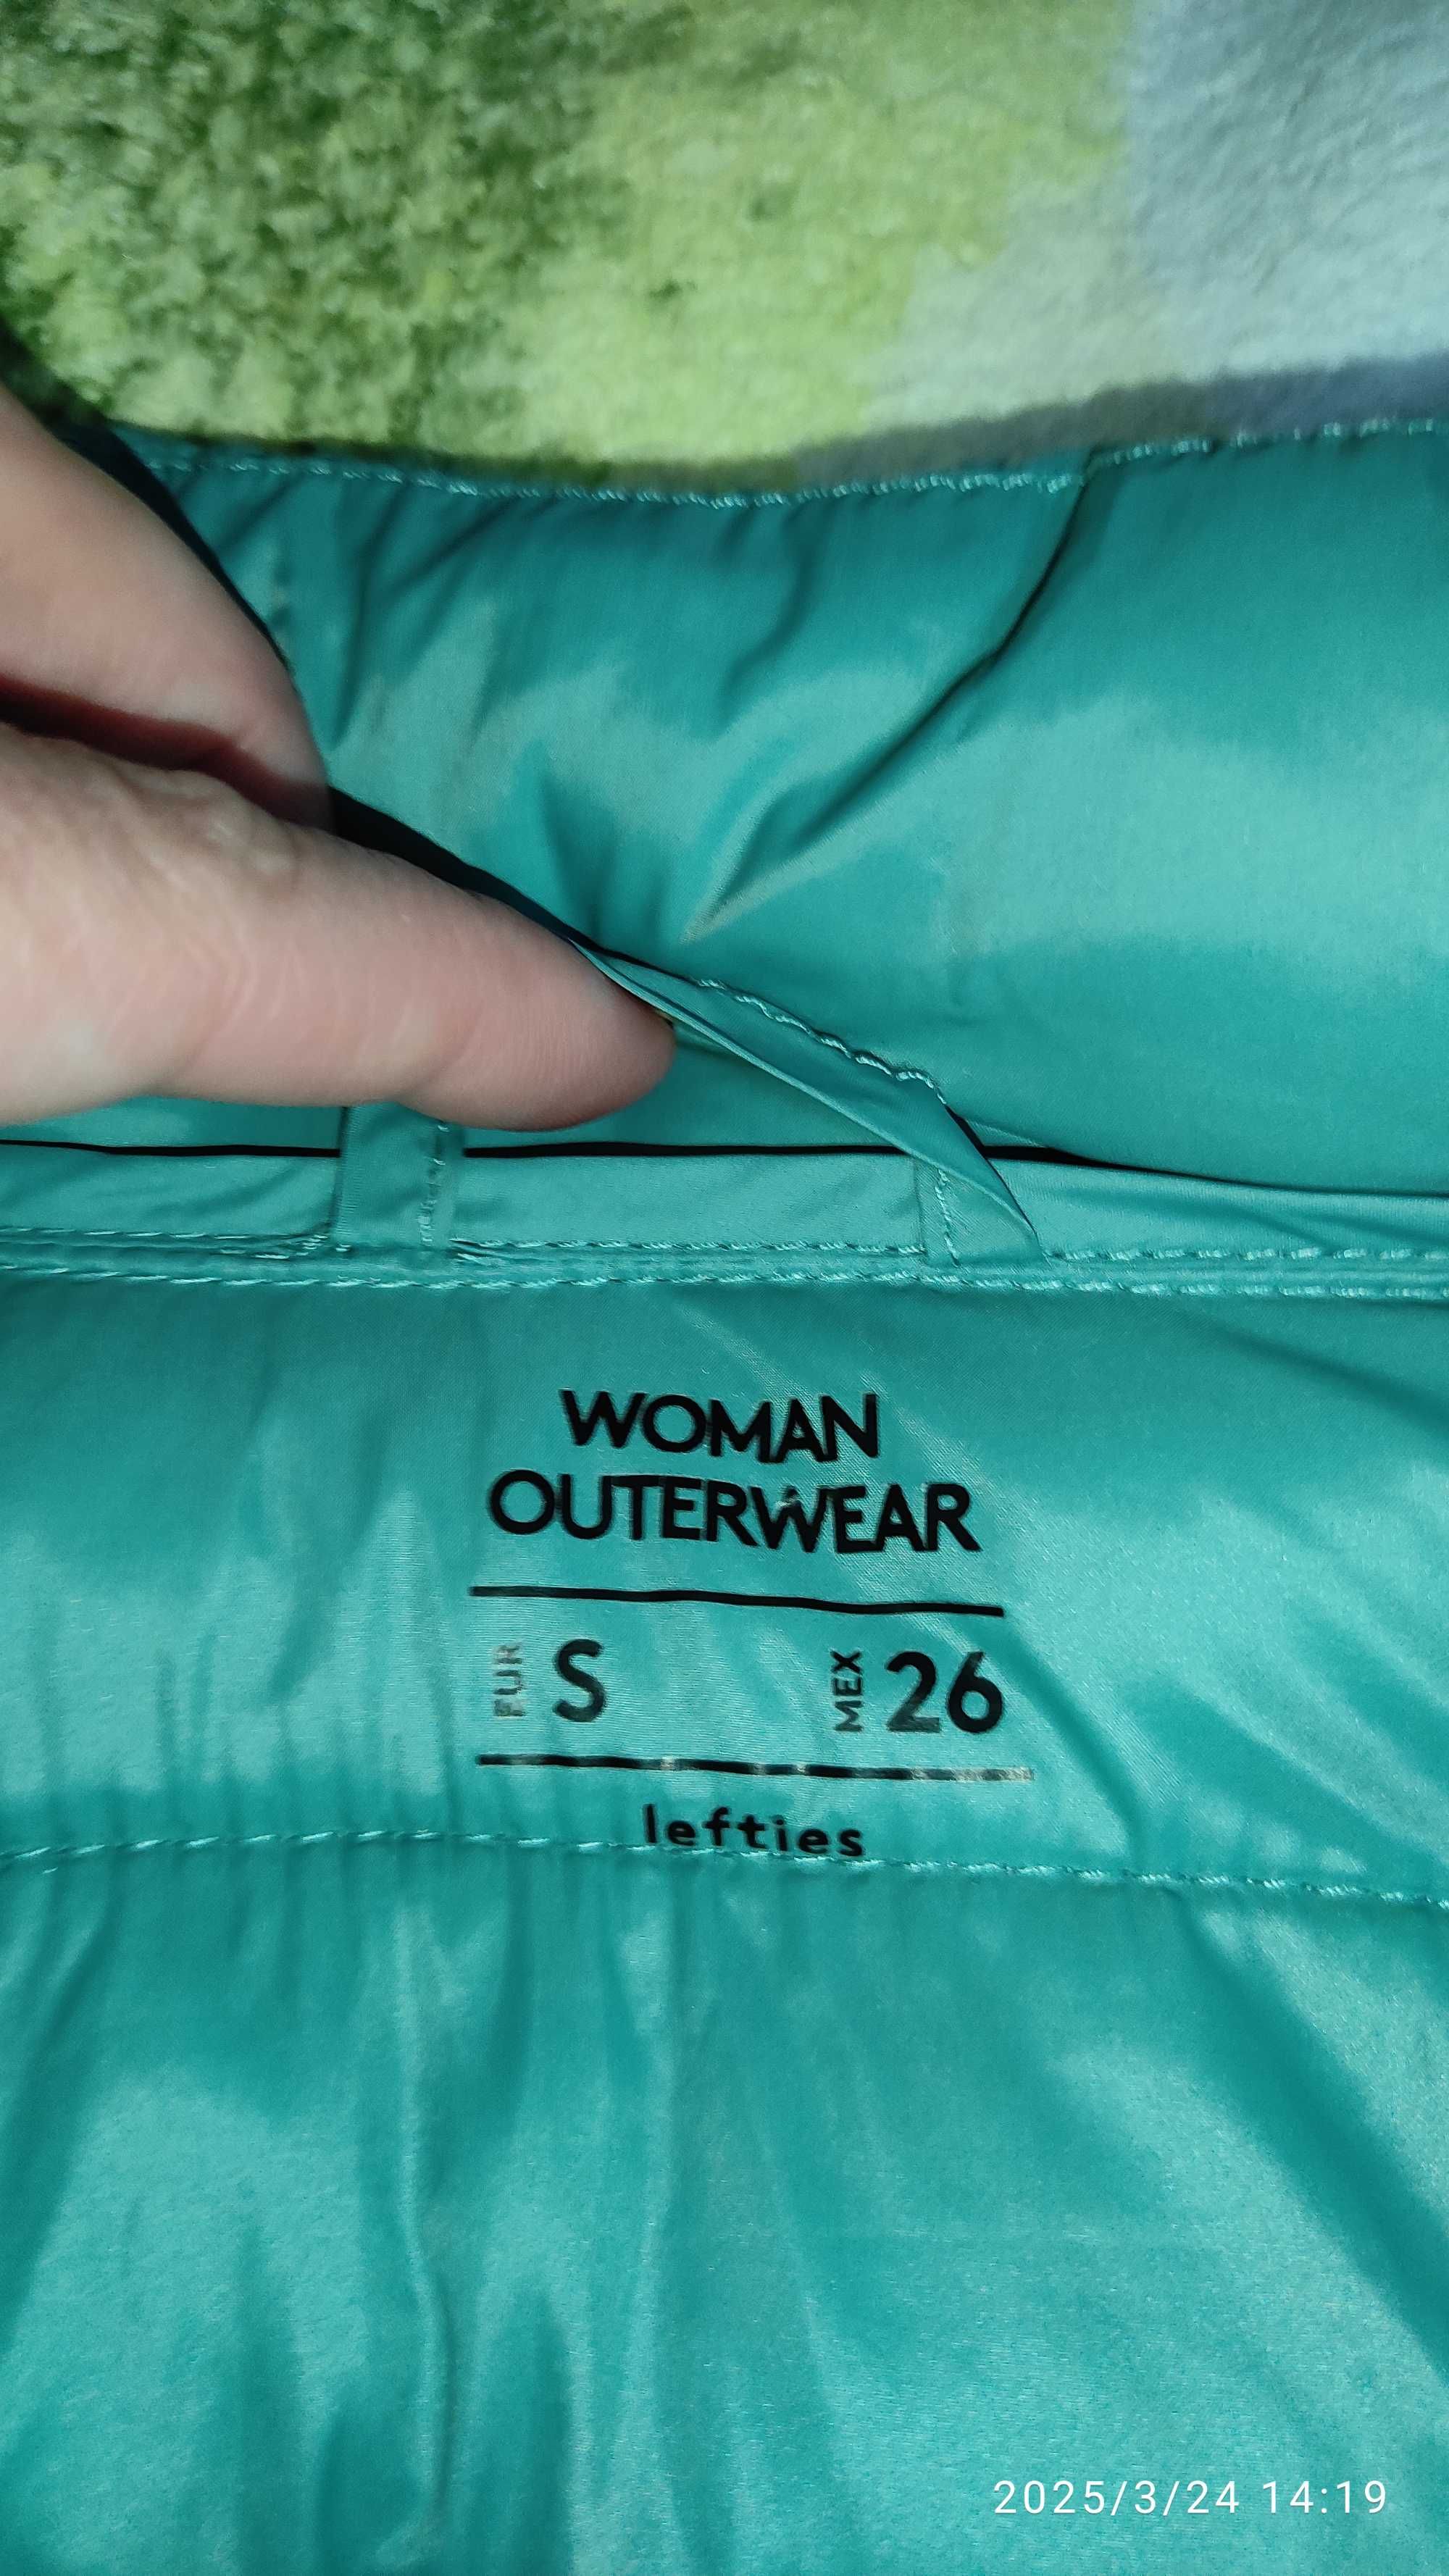 WOMAN
OUTERWEAR
EUR S MEX 26
lefties
2025/3/24 14:19